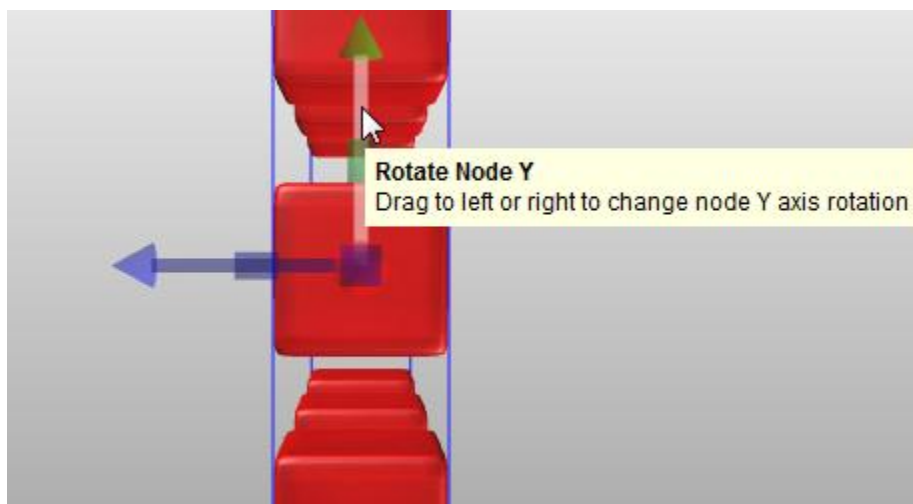 Rotate Node Y
Drag to left or right to change node Y axis rotation